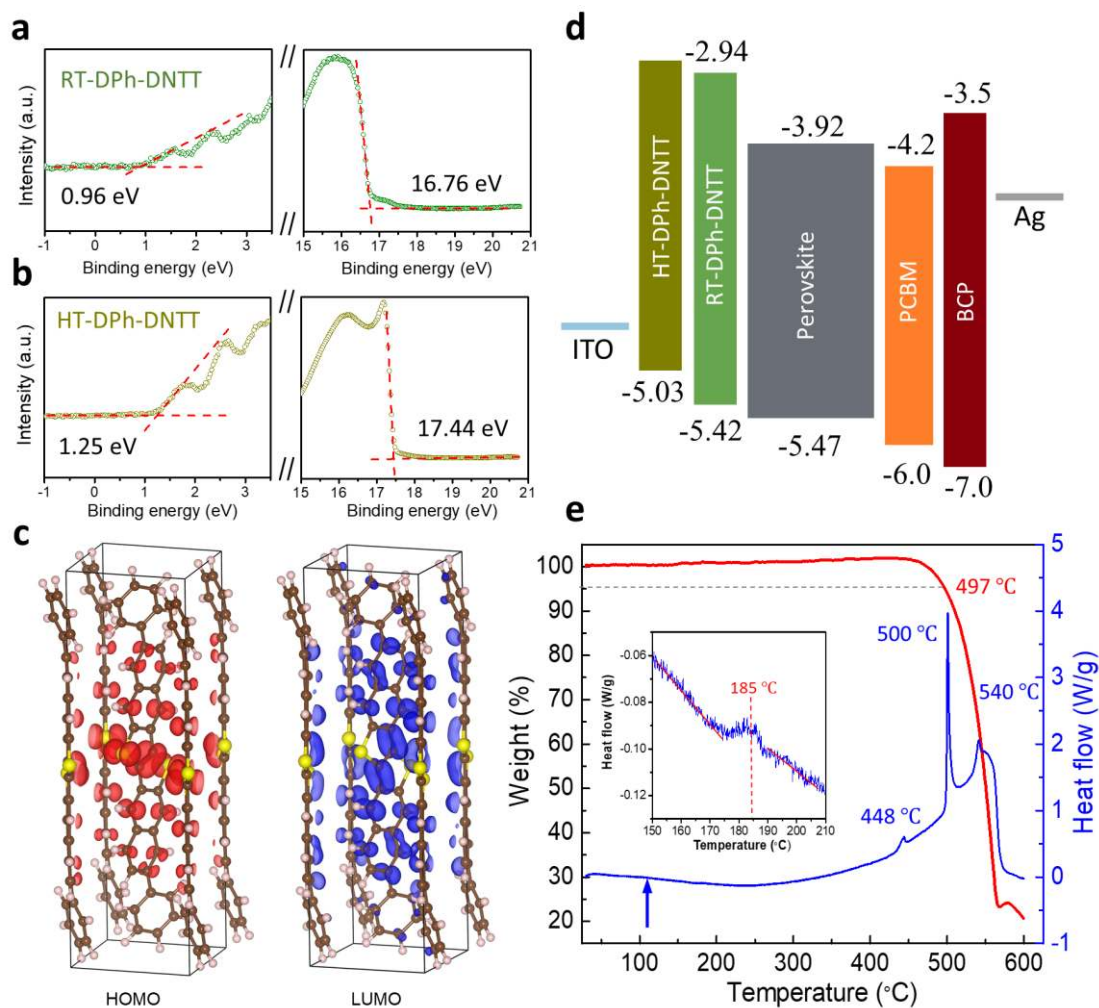 a
RT-DPh-DNTT
Intensity (a.u.)
0.96 eV
//
16.76 eV
//
-1 0 1 2 3
15 16 17 18 19 20 21
Binding energy (eV)
Binding energy (eV)
b
HT-DPh-DNTT
Intensity (a.u.)
1.25 eV
//
17.44 eV
//
-1 0 1 2 3
15 16 17 18 19 20 21
Binding energy (eV)
Binding energy (eV)
c
HOMO
LUMO
d
-2.94
-3.92
-4.2
-3.5
HT-DPh-DNTT
RT-DPh-DNTT
Perovskite
PCBM
BCP
Ag
ITO
-5.03
-5.42
-5.47
-6.0
-7.0
e
Weight (%)
100
90
80
70
60
50
40
30
20
497 °C
500 °C
540 °C
448 °C
Heat flow (W/g)
-0.06
-0.08
-0.10
-0.12
185 °C
150 160 170 180 190 200 210
Temperature (°C)
5
4
3
2
1
0
-1
Heat flow (W/g)
100 200 300 400 500 600
Temperature (°C)